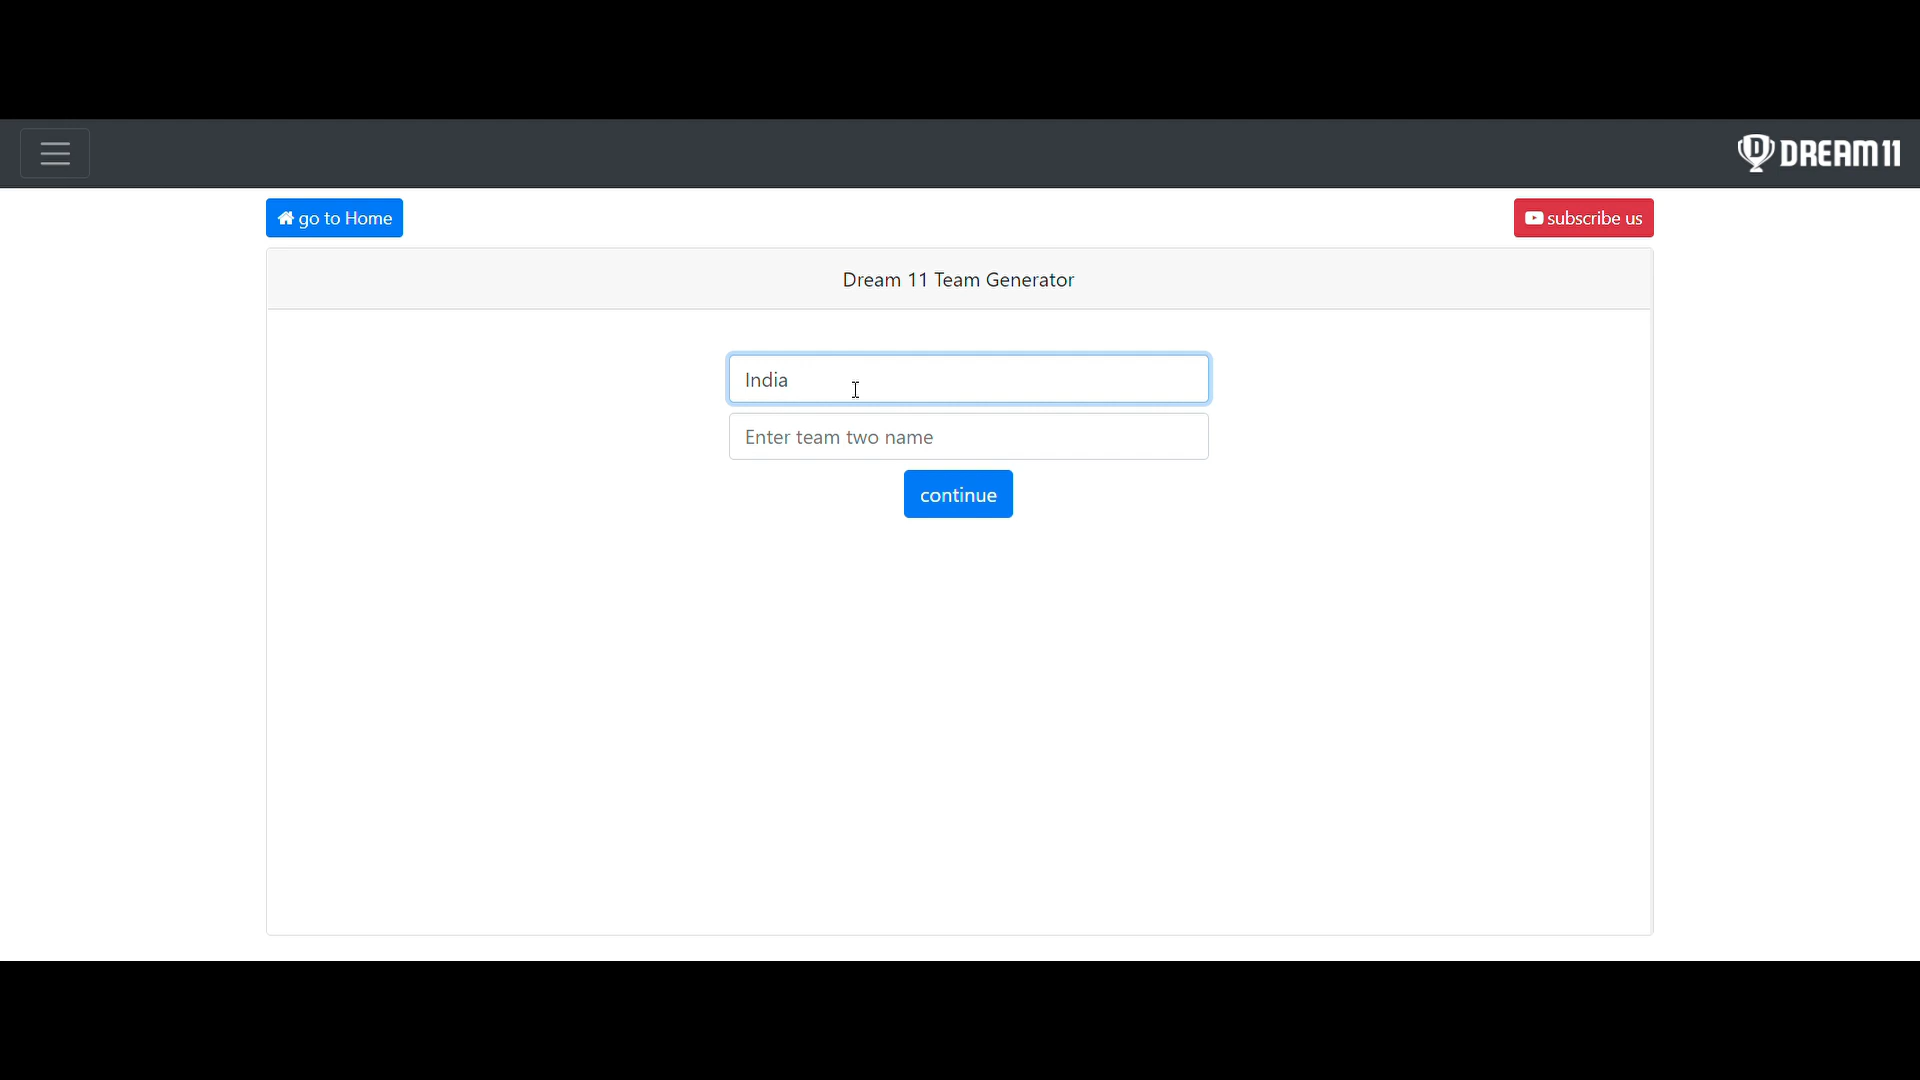 DREAM11
go to Home
subscribe us
Dream 11 Team Generator
India
Enter team two name
continue